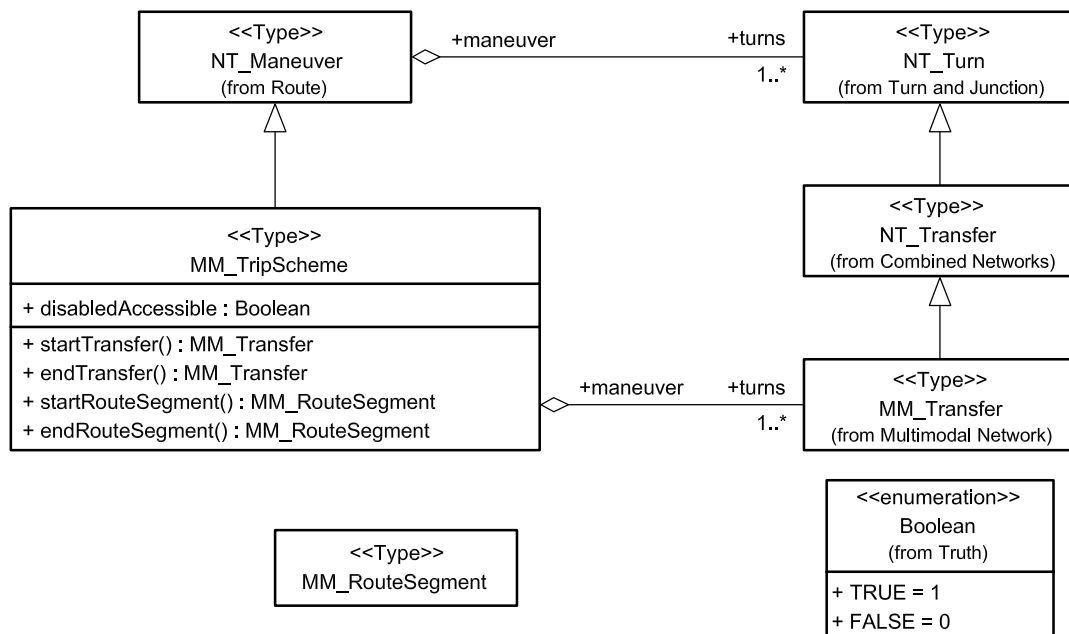 <<Type>>
NT_Maneuver
(from Route)
+maneuver
+turns
1..*
<<Type>>
NT_Turn
(from Turn and Junction)
<<Type>>
NT_Transfer
(from Combined Networks)
<<Type>>
MM_TripScheme
+ disabledAccessible : Boolean
+ startTransfer() : MM_Transfer
+ endTransfer() : MM_Transfer
+ startRouteSegment() : MM_RouteSegment
+ endRouteSegment() : MM_RouteSegment
+maneuver
+turns
1..*
<<Type>>
MM_Transfer
(from Multimodal Network)
<<Type>>
MM_RouteSegment
<<enumeration>>
Boolean
(from Truth)
+ TRUE = 1
+ FALSE = 0